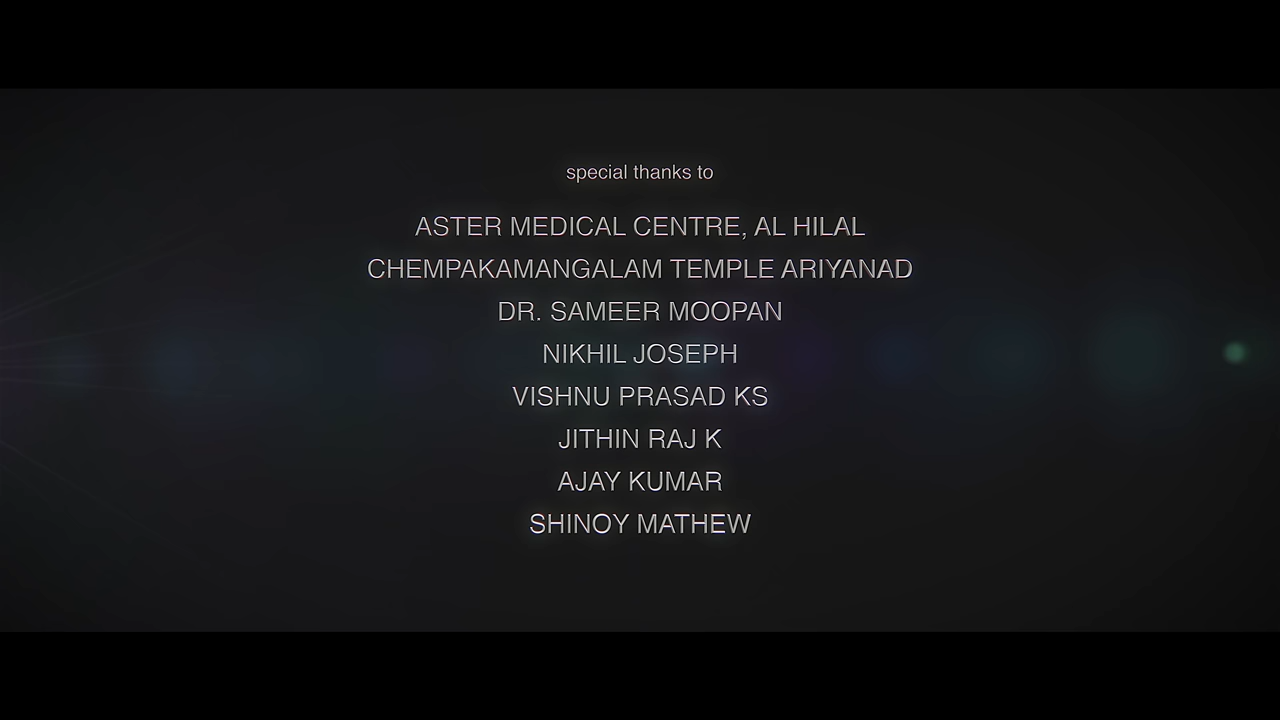 special thanks to
ASTER MEDICAL CENTRE, AL HILAL
CHEMPAKAMANGALAM TEMPLE ARIYANAD
DR. SAMEER MOOPAN
NIKHIL JOSEPH
VISHNU PRASAD KS
JITHIN RAJ K
AJAY KUMAR
SHINOY MATHEW